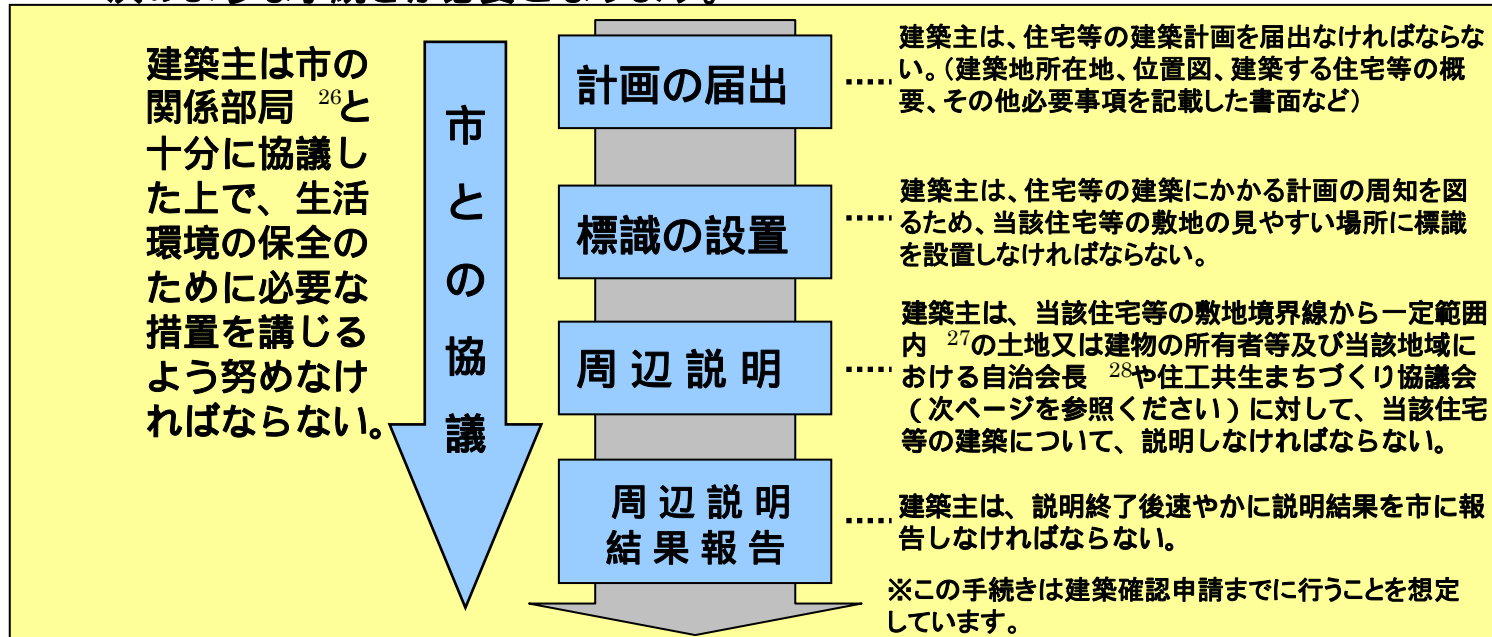 次のような手続きが必要となります。
建築主は市の
関係部局 26と
十分に協議し
た上で、生活
環境の保全の
ために必要な
措置を講じる
よう努めなけ
ればならない。
市との協議
計画の届出
建築主は、住宅等の建築計画を届出なければならな
い。（建築地所在地、位置図、建築する住宅等の概
要、その他必要事項を記載した書面など）
標識の設置
建築主は、住宅等の建築にかかる計画の周知を図
るため、当該住宅等の敷地の見やすい場所に標識
を設置しなければならない。
周辺説明
建築主は、当該住宅等の敷地境界線から一定範囲
内 27の土地又は建物の所有者等及び当該地域に
おける自治会長 28や住工共生まちづくり協議会
（次ページを参照ください）に対して、当該住宅
等の建築について、説明しなければならない。
周辺説明
結果報告
建築主は、説明終了後速やかに説明結果を市に報
告しなければならない。
※この手続きは建築確認申請までに行うことを想定
しています。